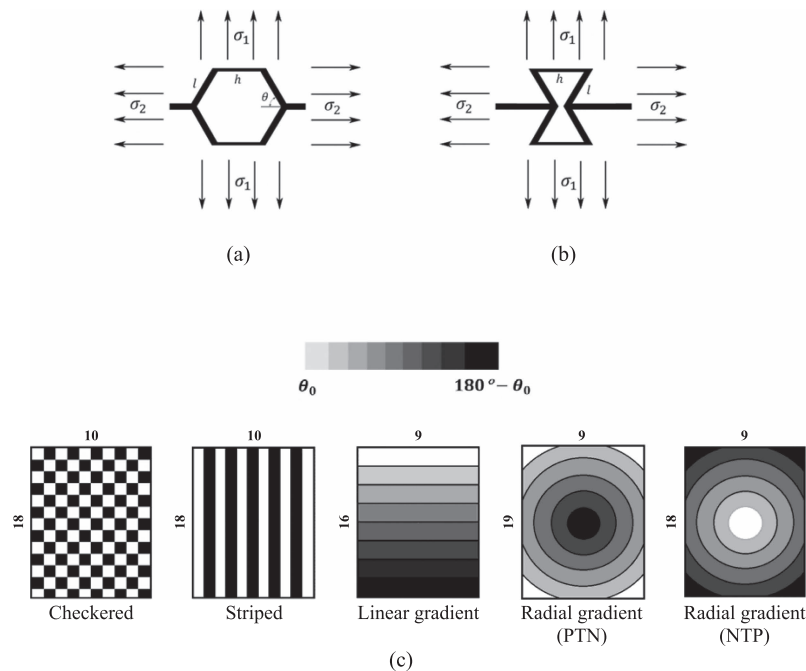 σ1
l
h
θ
σ2
σ2
σ1
(a)
σ1
h
l
σ2
σ2
σ1
(b)
θ0
180° − θ0
10
18
Checkered
10
18
Striped
9
16
Linear gradient
9
19
Radial gradient
(PTN)
9
18
Radial gradient
(NTP)
(c)